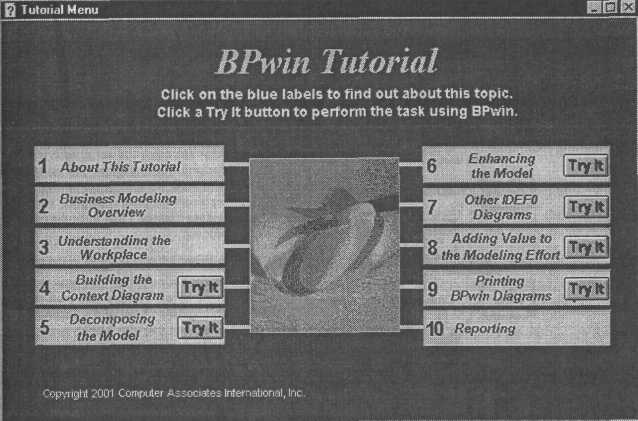 Tutorial Menu
BPwin Tutorial
Click on the blue labels to find out about this topic.
Click a Try It button to perform the task using BPwin.
1 About This Tutorial
2 Business Modeling
Overview
3 Understanding the
Workplace
4 Building the
Context Diagram Try It
5 Decomposing
the Model Try It
6 Enhancing
the Model Try It
7 Other IDEF0
Diagrams Try It
8 Adding Value to
the Modeling Effort Try It
9 Printing
BPwin Diagrams Try It
10 Reporting
Copyright 2001 Computer Associates International, Inc.